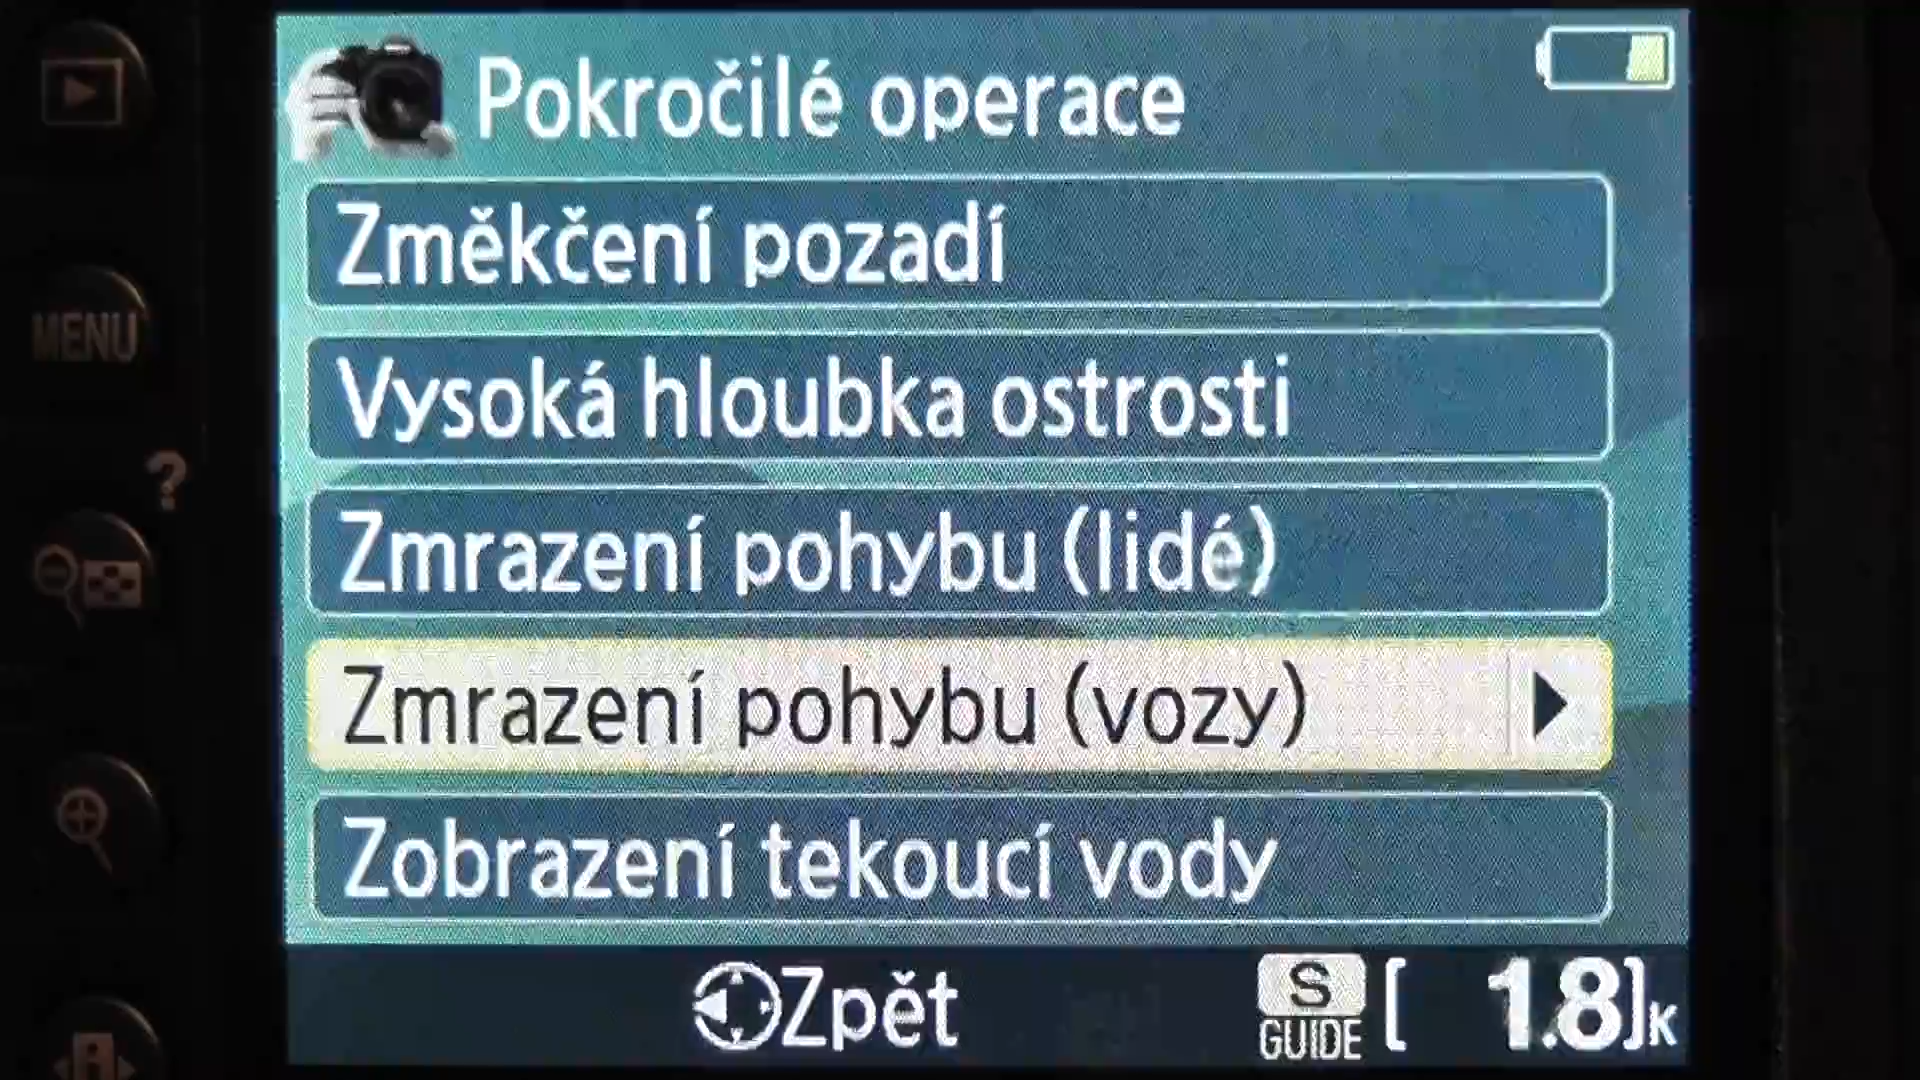 Pokročilé operace
Změkčení pozadí
Vysoká hloubka ostrosti
MENU
?
Zmrazení pohybu (lidé)
Zmrazení pohybu (vozy)
Zobrazení tekoucí vody
Zpět
S
GUIDE
[ 1.8]K